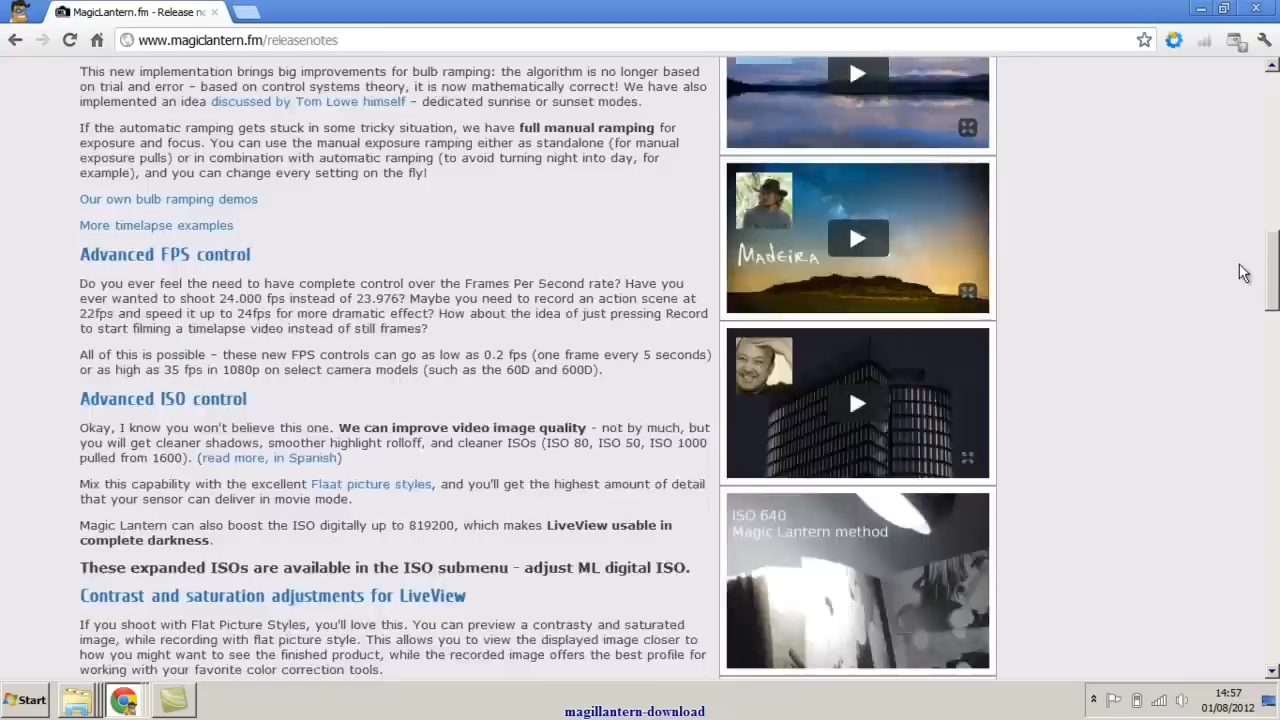 MagicLantern.fm - Release n
www.magiclantern.fm/releasenotes
This new implementation brings big improvements for bulb ramping: the algorithm is no longer based
on trial and error – based on control systems theory, it is now mathematically correct! We have also
implemented an idea discussed by Tom Lowe himself – dedicated sunrise or sunset modes.
If the automatic ramping gets stuck in some tricky situation, we have full manual ramping for
exposure and focus. You can use the manual exposure ramping either as standalone (for manual
exposure pulls) or in combination with automatic ramping (to avoid turning night into day, for
example), and you can change every setting on the fly!
Our own bulb ramping demos
More timelapse examples
Advanced FPS control
Do you ever feel the need to have complete control over the Frames Per Second rate? Have you
ever wanted to shoot 24.000 fps instead of 23.976? Maybe you need to record an action scene at
22fps and speed it up to 24fps for more dramatic effect? How about the idea of just pressing Record
to start filming a timelapse video instead of still frames?
All of this is possible – these new FPS controls can go as low as 0.2 fps (one frame every 5 seconds)
or as high as 35 fps in 1080p on select camera models (such as the 60D and 600D).
Advanced ISO control
Okay, I know you won't believe this one. We can improve video image quality - not by much, but
you will get cleaner shadows, smoother highlight rolloff, and cleaner ISOs (ISO 80, ISO 50, ISO 1000
pulled from 1600). (read more, in Spanish)
Mix this capability with the excellent Flaat picture styles, and you'll get the highest amount of detail
that your sensor can deliver in movie mode.
Magic Lantern can also boost the ISO digitally up to 819200, which makes LiveView usable in
complete darkness.
These expanded ISOs are available in the ISO submenu - adjust ML digital ISO.
Contrast and saturation adjustments for LiveView
If you shoot with Flat Picture Styles, you'll love this. You can preview a contrasty and saturated
image, while recording with flat picture style. This allows you to view the displayed image closer to
how you might want to see the finished product, while the recorded image offers the best profile for
working with your favorite color correction tools.
MADEIRA
ISO 640
Magic Lantern method
Start
14:57
01/08/2012
magillantern-download